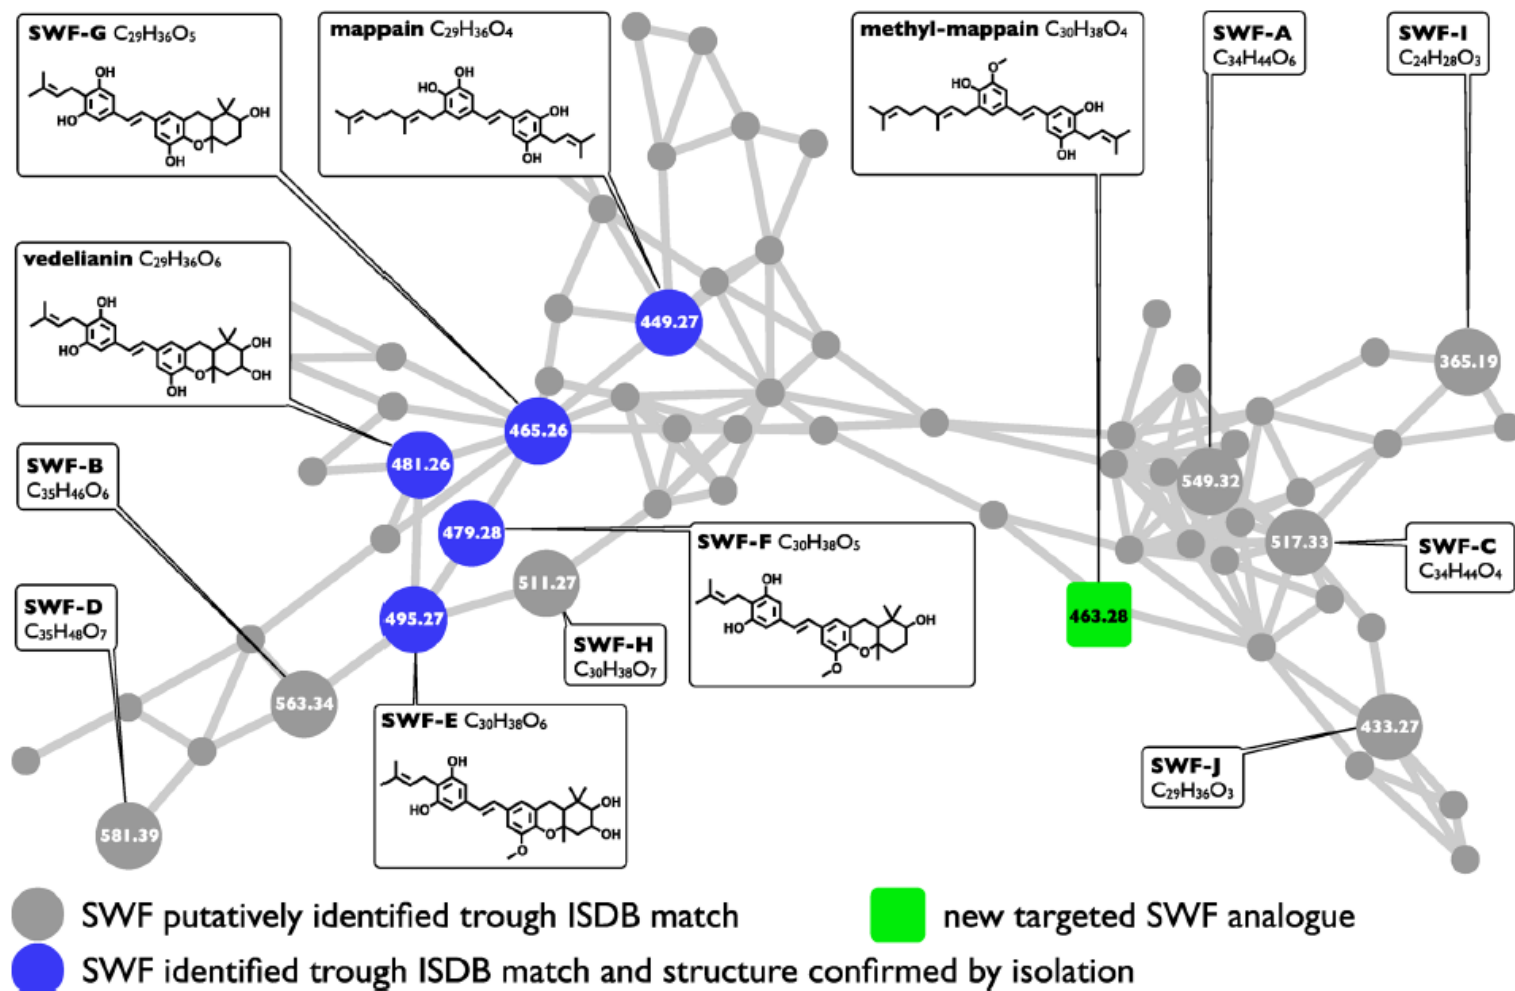 SWF-G C₂₉H₃₆O₅
OH
HO
OH
O
OH
mappain C₂₉H₃₆O₄
OH
HO
OH
OH
methyl-mappain C₃₀H₃₈O₄
O
HO
OH
OH
SWF-A
C₃₄H₄₄O₆
SWF-I
C₂₄H₂₈O₃
vedelianin C₂₉H₃₆O₆
OH
HO
OH
O
OH
OH
449.27
365.19
465.26
481.26
SWF-B
C₃₅H₄₆O₆
549.32
479.28
517.33
SWF-F C₃₀H₃₈O₅
OH
HO
OH
O
O
SWF-C
C₃₄H₄₄O₄
511.27
SWF-D
C₃₅H₄₈O₇
495.27
463.28
SWF-H
C₃₀H₃₈O₇
563.34
SWF-E C₃₀H₃₈O₆
OH
HO
OH
O
OH
O
433.27
SWF-J
C₂₉H₃₆O₃
581.39
SWF putatively identified trough ISDB match
new targeted SWF analogue
SWF identified trough ISDB match and structure confirmed by isolation